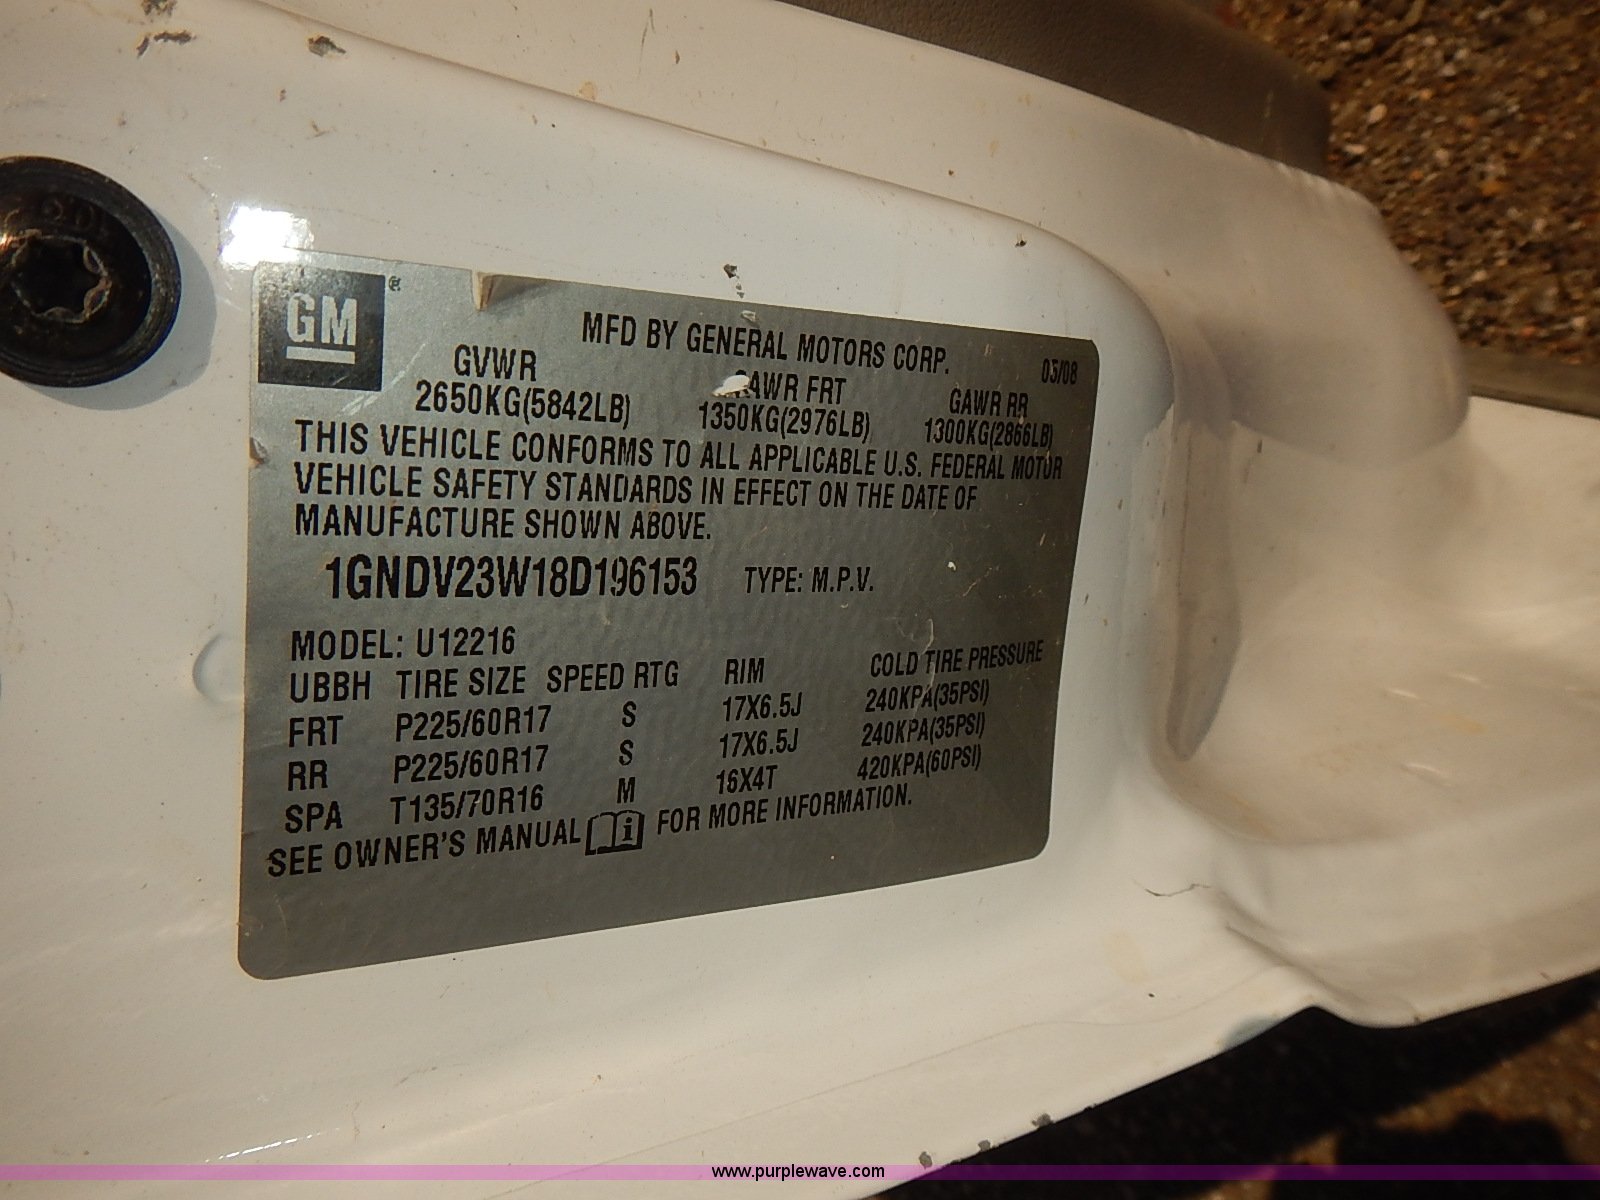 GM®
MFD BY GENERAL MOTORS CORP. 03/08
GVWR GAWR FRT GAWR RR
2650KG(5842LB) 1350KG(2976LB) 1300KG(2866LB)
THIS VEHICLE CONFORMS TO ALL APPLICABLE U.S. FEDERAL MOTOR
VEHICLE SAFETY STANDARDS IN EFFECT ON THE DATE OF
MANUFACTURE SHOWN ABOVE.
1GNDV23W18D196153 TYPE: M.P.V.
MODEL: U12216
UBBH TIRE SIZE SPEED RTG RIM COLD TIRE PRESSURE
FRT P225/60R17 S 17X6.5J 240KPA(35PSI)
RR P225/60R17 S 17X6.5J 240KPA(35PSI)
SPA T135/70R16 M 16X4T 420KPA(60PSI)
SEE OWNER'S MANUAL i FOR MORE INFORMATION.
www.purplewave.com